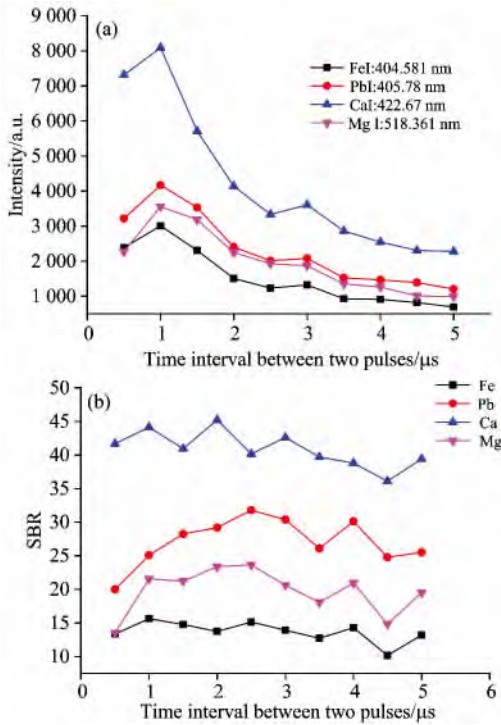 9 000
(a)
8 000
7 000
6 000
5 000
4 000
3 000
2 000
1 000
Intensity/a.u.
FeI:404.581 nm
PbI:405.78 nm
CaI:422.67 nm
Mg I:518.361 nm
0 1 2 3 4 5
Time interval between two pulses/μs
50
(b)
45
40
35
30
25
20
15
10
SBR
Fe
Pb
Ca
Mg
0 1 2 3 4 5 6
Time interval between two pulses/μs